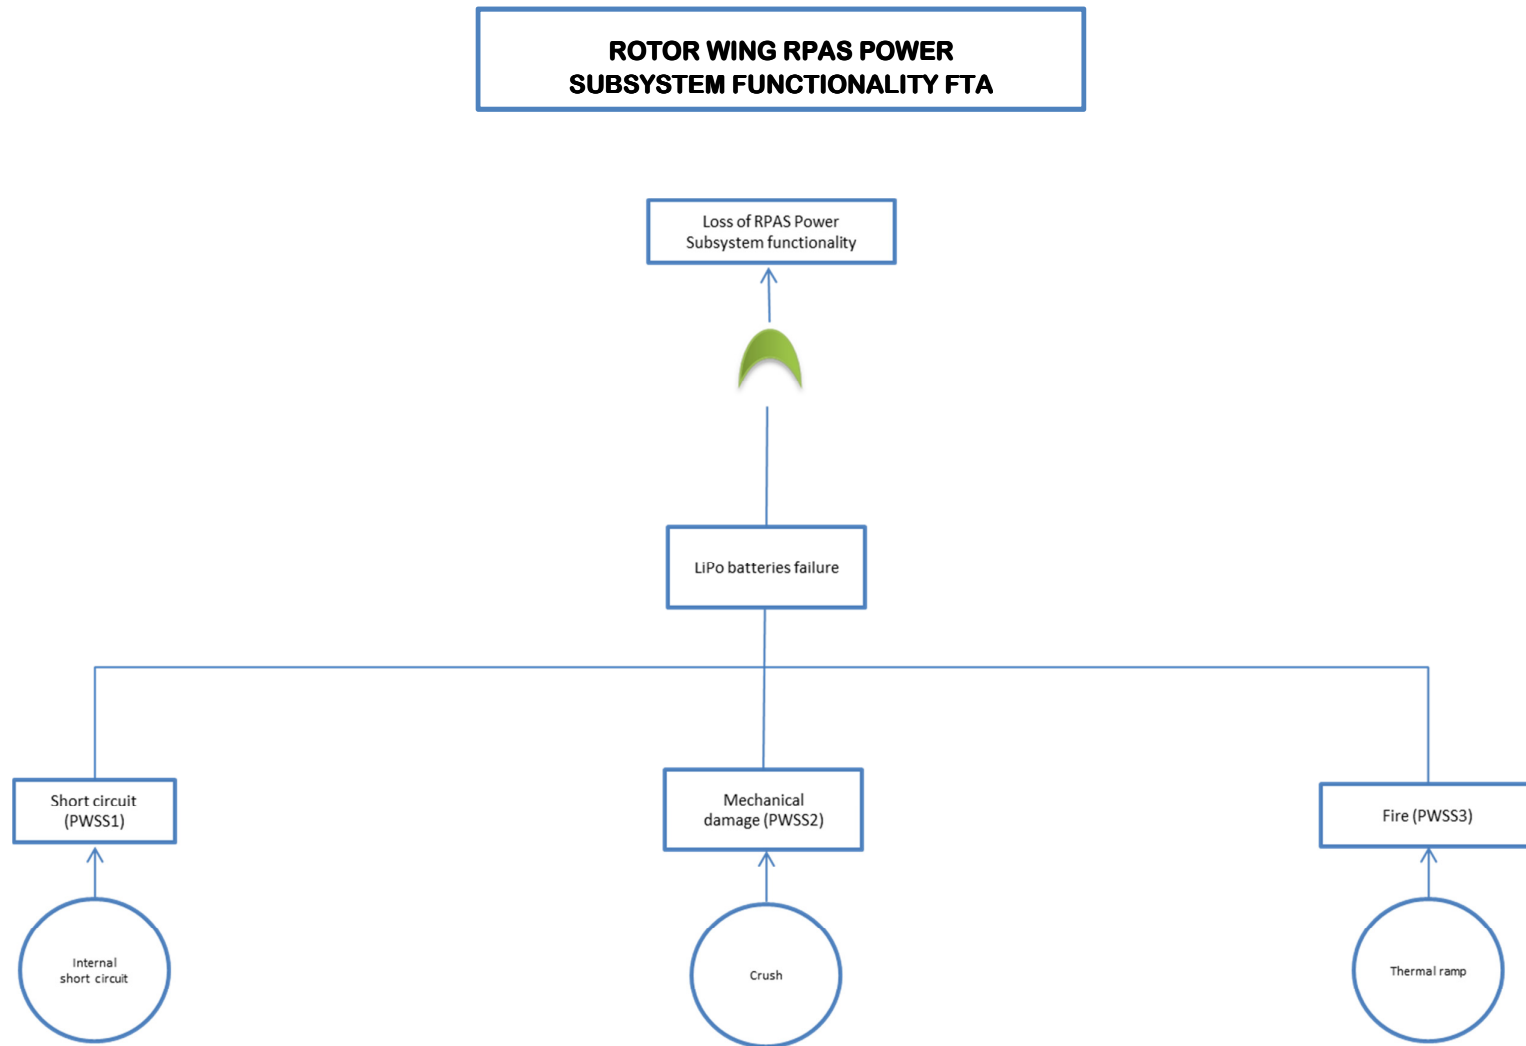 ROTOR WING RPAS POWER
SUBSYSTEM FUNCTIONALITY FTA
Loss of RPAS Power
Subsystem functionality
LiPo batteries failure
Short circuit
(PWSS1)
Mechanical
damage (PWSS2)
Fire (PWSS3)
Internal
short circuit
Crush
Thermal ramp